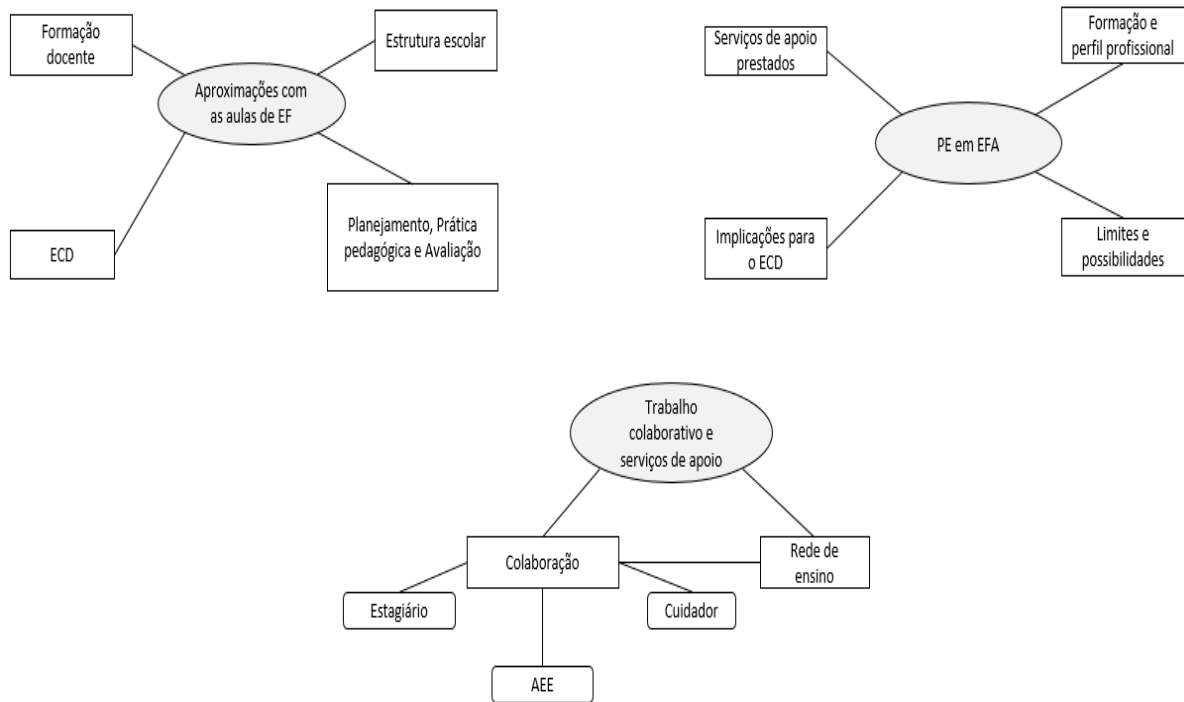 Formação
docente
Estrutura escolar
Aproximações com
as aulas de EF
ECD
Planejamento, Prática
pedagógica e Avaliação
Serviços de apoio
prestados
Formação e
perfil profissional
PE em EFA
Implicações para
o ECD
Limites e
possibilidades
Trabalho
colaborativo e
serviços de apoio
Colaboração
Rede de
ensino
Estagiário
Cuidador
AEE